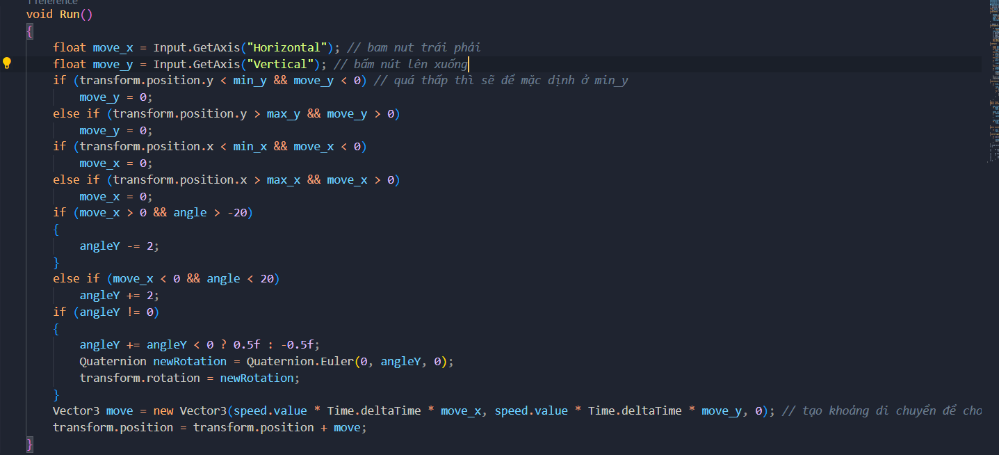 1 reference
void Run()
{
float move_x = Input.GetAxis("Horizontal"); // bam nut trái phải
float move_y = Input.GetAxis("Vertical"); // bấm nút lên xuống
if (transform.position.y < min_y && move_y < 0) // quá thấp thì sẽ để mặc dịnh ở min_y
move_y = 0;
else if (transform.position.y > max_y && move_y > 0)
move_y = 0;
if (transform.position.x < min_x && move_x < 0)
move_x = 0;
else if (transform.position.x > max_x && move_x > 0)
move_x = 0;
if (move_x > 0 && angle > -20)
{
angleY -= 2;
}
else if (move_x < 0 && angle < 20)
angleY += 2;
if (angleY != 0)
{
angleY += angleY < 0 ? 0.5f : -0.5f;
Quaternion newRotation = Quaternion.Euler(0, angleY, 0);
transform.rotation = newRotation;
}
Vector3 move = new Vector3(speed.value * Time.deltaTime * move_x, speed.value * Time.deltaTime * move_y, 0); // tạo khoảng di chuyển để cho
transform.position = transform.position + move;
}